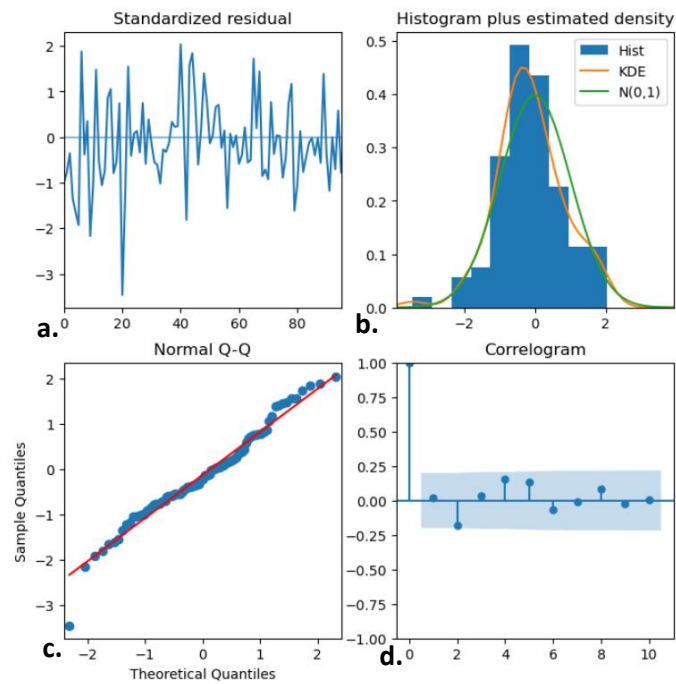 Standardized residual
2
1
0
−1
−2
−3
0 20 40 60 80
a.
Histogram plus estimated density
0.5
0.4
0.3
0.2
0.1
0.0
−2 0 2
Hist
KDE
N(0,1)
b.
Normal Q-Q
Sample Quantiles
2
1
0
−1
−2
−3
−2 −1 0 1 2
Theoretical Quantiles
c.
Correlogram
1.00
0.75
0.50
0.25
0.00
−0.25
−0.50
−0.75
−1.00
0 2 4 6 8 10
d.